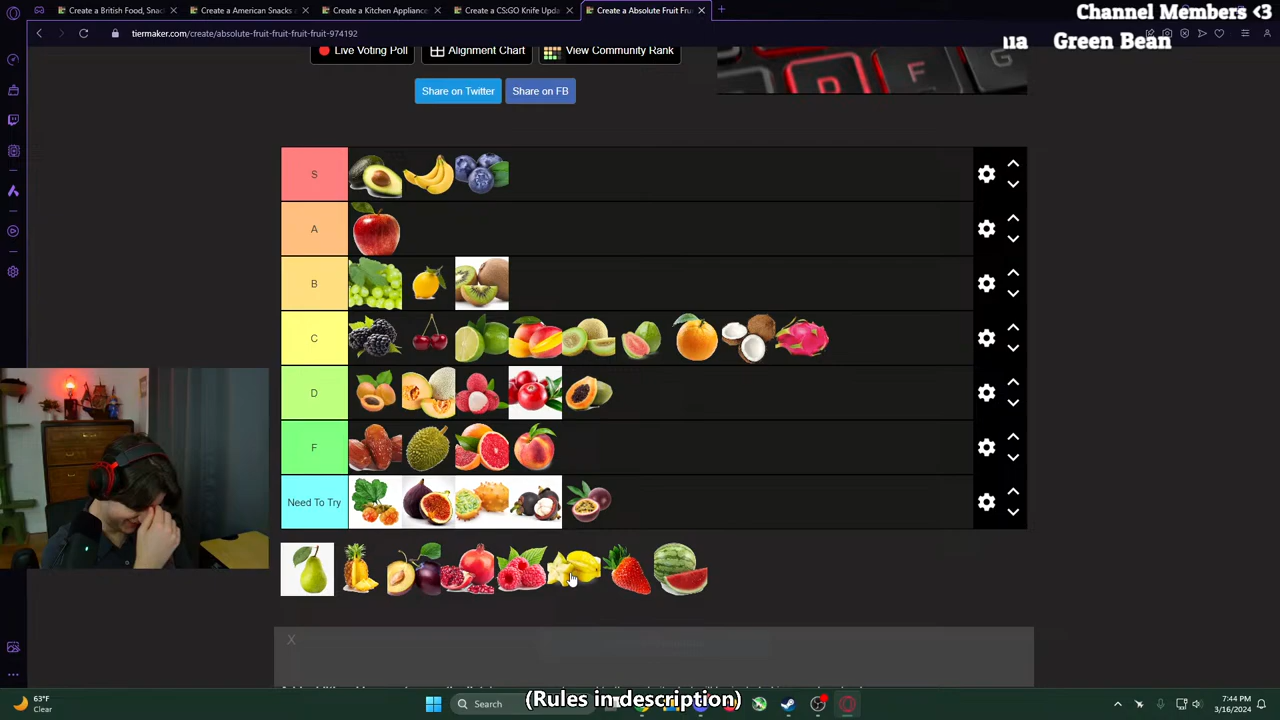 Channel Members <3
Green Bean
Create a British Food, Snac
Create a American Snacks a
Create a Kitchen Appliance
Create a CS:GO Knife Upda
Create a Absolute Fruit Fru
tiermaker.com/create/absolute-fruit-fruit-fruit-fruit-974192
Live Voting Poll
Alignment Chart
View Community Rank
Share on Twitter
Share on FB
D
F
G
S
A
B
C
D
F
Need To Try
X
(Rules in description)
63°F
Clear
Search
7:44 PM
3/16/2024